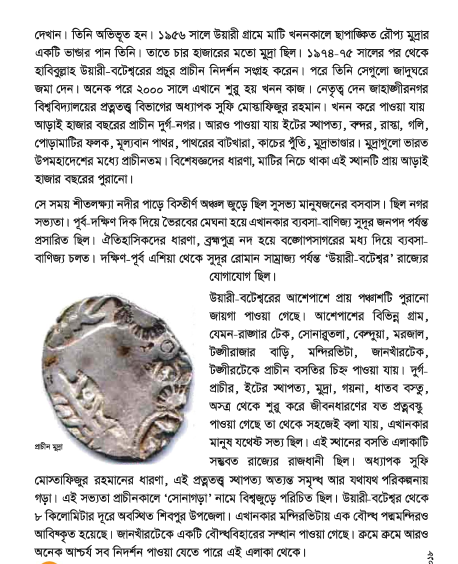 দেখান। তিনি অভিভূত হন। ১৯৫৬ সালে উয়ারী গ্রামে মাটি খননকালে ছাপাঙ্কিত রৌপ্য মুদ্রার
একটি ভাণ্ডার পান তিনি। তাতে চার হাজারের মতো মুদ্রা ছিল। ১৯৭৪-৭৫ সালের পর থেকে
হাবিবুল্লাহ উয়ারী-বটেশ্বরের প্রচুর প্রাচীন নিদর্শন সংগ্রহ করেন। পরে তিনি সেগুলো জাদুঘরে
জমা দেন। অনেক পরে ২০০০ সালে এখানে শুরু হয় খনন কাজ। নেতৃত্ব দেন জাহাঙ্গীরনগর
বিশ্ববিদ্যালয়ের প্রত্নতত্ত্ব বিভাগের অধ্যাপক সুফি মোস্তাফিজুর রহমান। খনন করে পাওয়া যায়
আড়াই হাজার বছরের প্রাচীন দুর্গ-নগর। আরও পাওয়া যায় ইটের স্থাপত্য, বন্দর, রাস্তা, গলি,
পোড়ামাটির ফলক, মূল্যবান পাথর, পাথরের বাটখারা, কাচের পুঁতি, মুদ্রাভাণ্ডার। মুদ্রাগুলো ভারত
উপমহাদেশের মধ্যে প্রাচীনতম। বিশেষজ্ঞদের ধারণা, মাটির নিচে থাকা এই স্থানটি প্রায় আড়াই
হাজার বছরের পুরানো।
সে সময় শীতলক্ষ্যা নদীর পাড়ে বিস্তীর্ণ অঞ্চল জুড়ে ছিল সুসভ্য মানুষজনের বসবাস। ছিল নগর
সভ্যতা। পূর্ব-দক্ষিণ দিক দিয়ে ভৈরবের মেঘনা হয়ে এখানকার ব্যবসা-বাণিজ্য সুদূর জনপদ পর্যন্ত
প্রসারিত ছিল। ঐতিহাসিকদের ধারণা, ব্রহ্মপুত্র নদ হয়ে বঙ্গোপসাগরের মধ্য দিয়ে ব্যবসা-
বাণিজ্য চলত। দক্ষিণ-পূর্ব এশিয়া থেকে সুদূর রোমান সাম্রাজ্য পর্যন্ত ‘উয়ারী-বটেশ্বর’ রাজ্যের
যোগাযোগ ছিল।
উয়ারী-বটেশ্বরের আশেপাশে প্রায় পঞ্চাশটি পুরানো
জায়গা পাওয়া গেছে। আশেপাশের বিভিন্ন গ্রাম,
যেমন-রাঙ্গার টেক, সোনারুতলা, কেন্দুয়া, মরজাল,
টঙ্গীরাজার বাড়ি, মন্দিরভিটা, জানখাঁরটেক,
টঙ্গীরটেকে প্রাচীন বসতির চিহ্ন পাওয়া যায়। দুর্গ-
প্রাচীর, ইটের স্থাপত্য, মুদ্রা, গয়না, ধাতব বস্তু,
অস্ত্র থেকে শুরু করে জীবনধারণের যত প্রত্নবস্তু
পাওয়া গেছে তা থেকে সহজেই বলা যায়, এখানকার
মানুষ যথেষ্ট সভ্য ছিল। এই স্থানের বসতি এলাকাটি
সম্ভবত রাজ্যের রাজধানী ছিল। অধ্যাপক সুফি
প্রাচীন মুদ্রা
মোস্তাফিজুর রহমানের ধারণা, এই প্রত্নতত্ত্ব স্থাপত্য অত্যন্ত সমৃদ্ধ আর যথাযথ পরিকল্পনায়
গড়া। এই সভ্যতা প্রাচীনকালে ‘সোনাগড়া’ নামে বিশ্বজুড়ে পরিচিত ছিল। উয়ারী-বটেশ্বর থেকে
৮ কিলোমিটার দূরে অবস্থিত শিবপুর উপজেলা। এখানকার মন্দিরভিটায় এক বৌদ্ধ পদ্মমন্দিরও
আবিষ্কৃত হয়েছে। জানখাঁরটেকে একটি বৌদ্ধবিহারের সন্ধান পাওয়া গেছে। ক্রমে ক্রমে আরও
অনেক আশ্চর্য সব নিদর্শন পাওয়া যেতে পারে এই এলাকা থেকে।